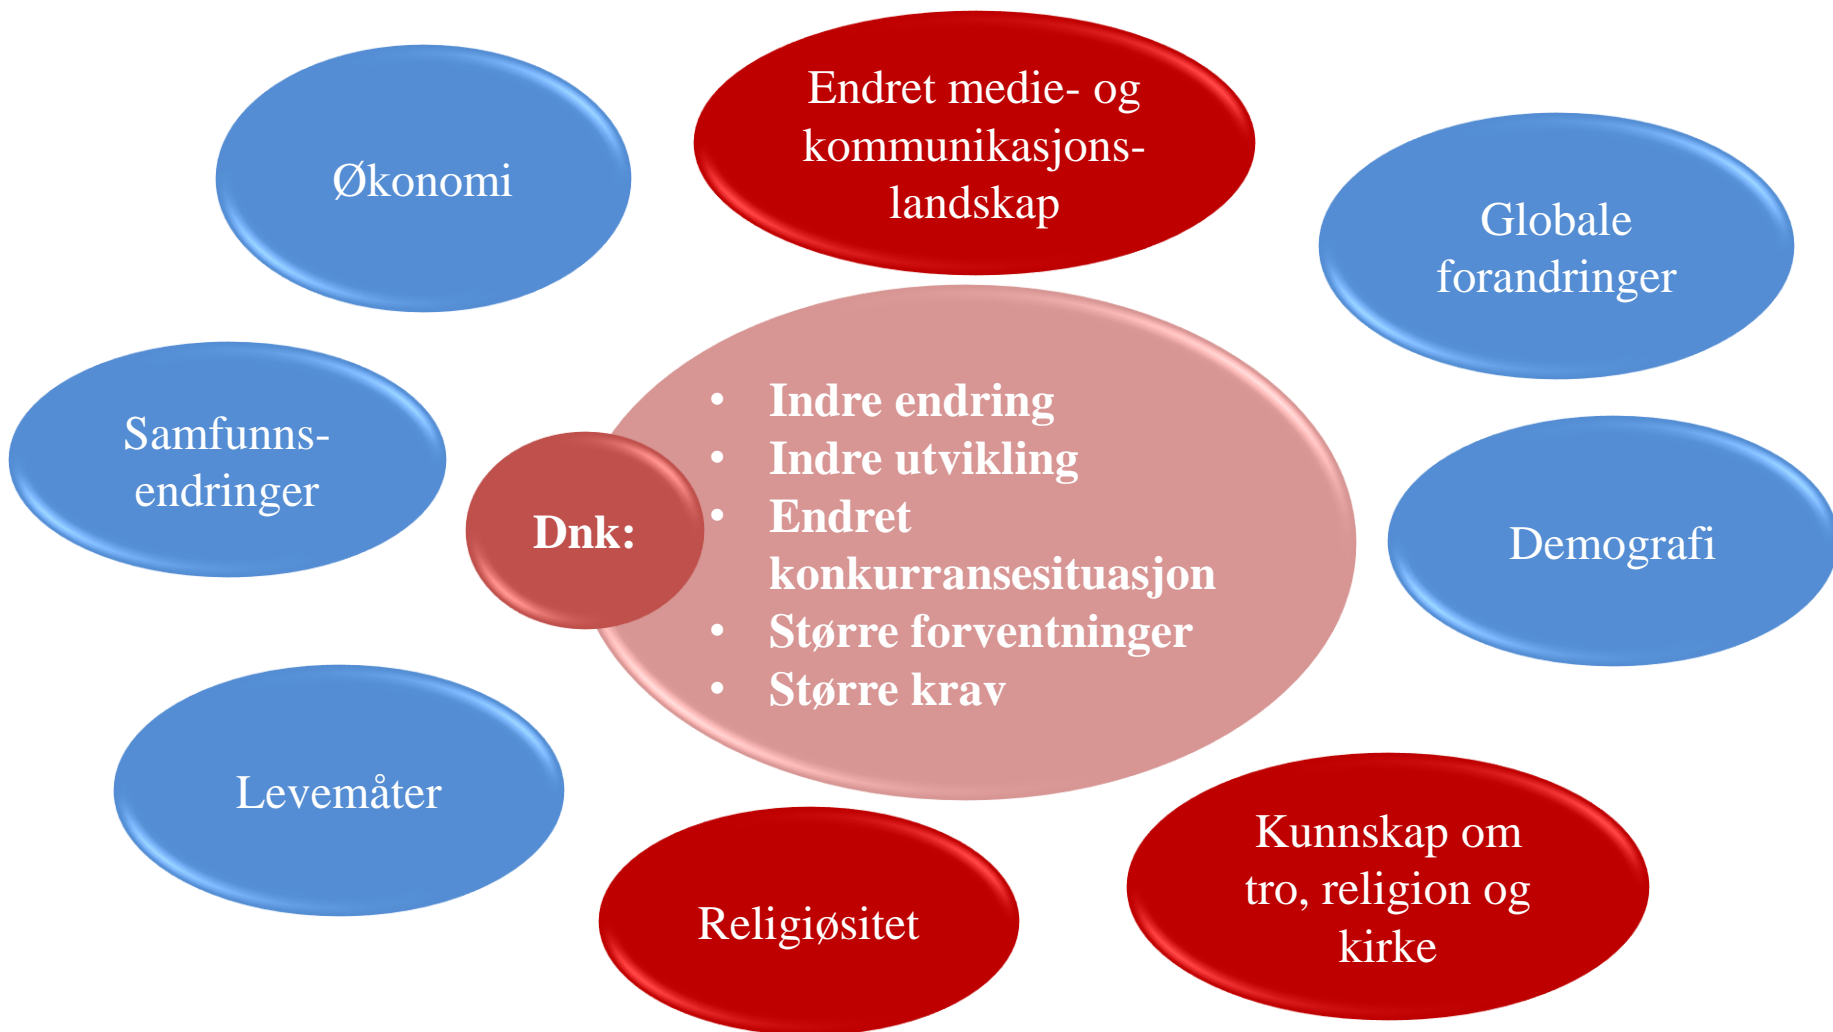 Endret medie- og
kommunikasjons-
landskap
Økonomi
Globale
forandringer
Samfunns-
endringer
Dnk:
• Indre endring
• Indre utvikling
• Endret
konkurransesituasjon
• Større forventninger
• Større krav
Demografi
Levemåter
Religiøsitet
Kunnskap om
tro, religion og
kirke